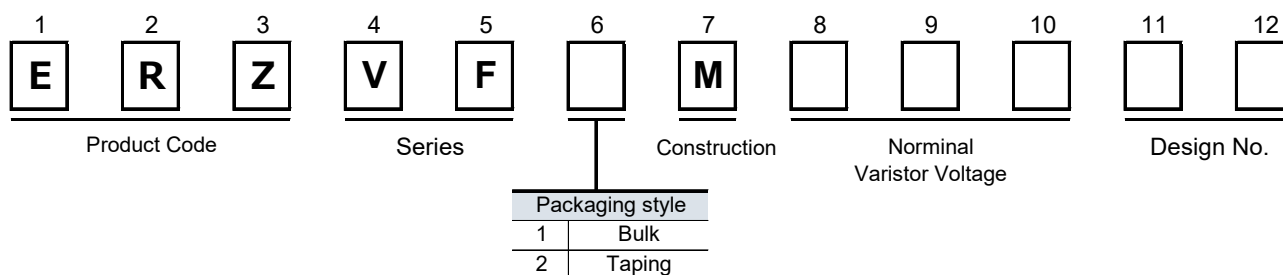 1 2 3 4 5 6 7 8 9 10 11 12
E R Z V F M
Product Code Series Construction Norminal Design No.
Varistor Voltage
Packaging style
1 Bulk
2 Taping